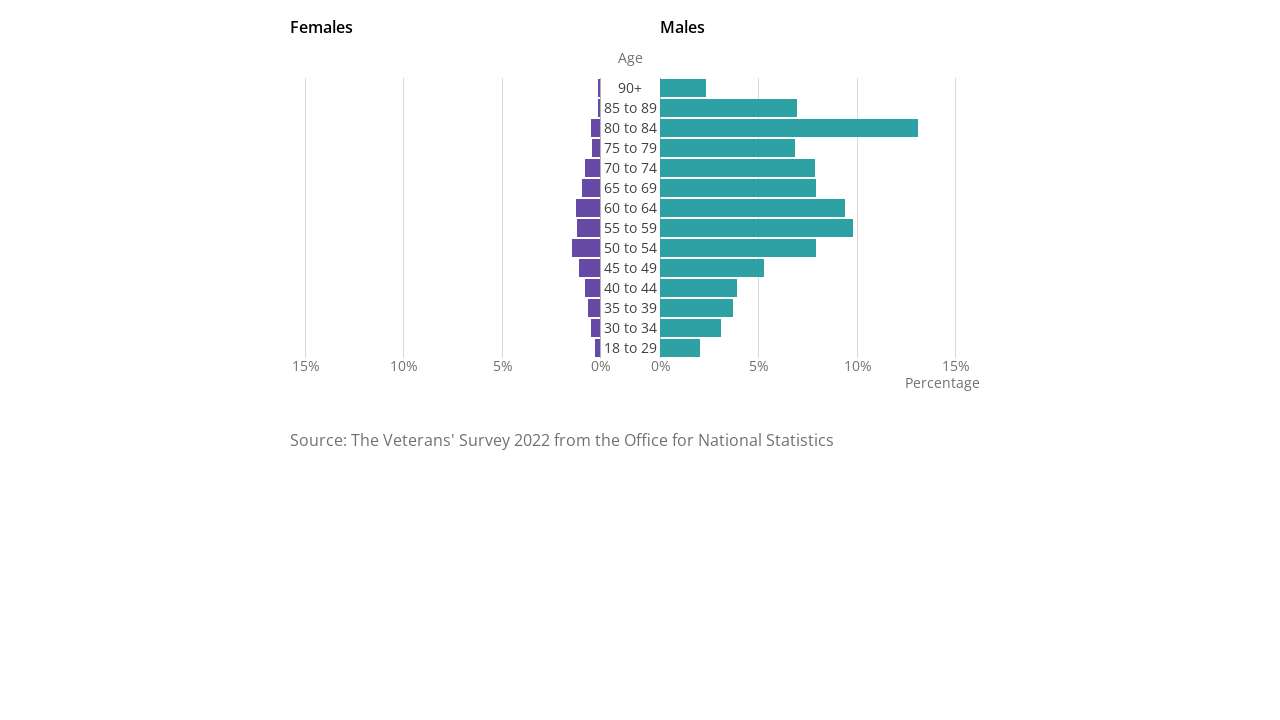 Females
Males
Age
90+
85 to 89
80 to 84
75 to 79
70 to 74
65 to 69
60 to 64
55 to 59
50 to 54
45 to 49
40 to 44
35 to 39
30 to 34
18 to 29
15% 10% 5% 0% 0% 5% 10% 15%
Percentage
Source: The Veterans' Survey 2022 from the Office for National Statistics